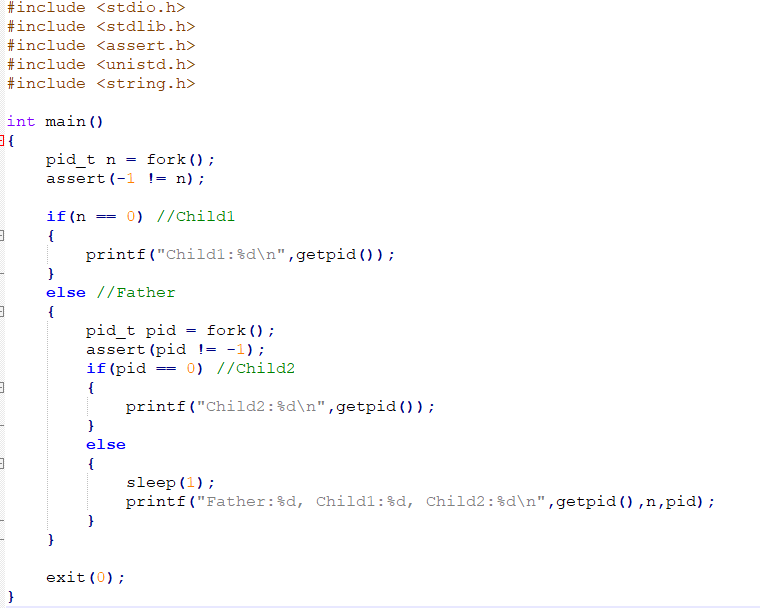 #include <stdio.h>
#include <stdlib.h>
#include <assert.h>
#include <unistd.h>
#include <string.h>

int main()
{
    pid_t n = fork();
    assert(-1 != n);

    if(n == 0) //Child1
    {
        printf("Child1:%d\n",getpid());
    }
    else //Father
    {
        pid_t pid = fork();
        assert(pid != -1);
        if(pid == 0) //Child2
        {
            printf("Child2:%d\n",getpid());
        }
        else
        {
            sleep(1);
            printf("Father:%d, Child1:%d, Child2:%d\n",getpid(),n,pid);
        }
    }

    exit(0);
}